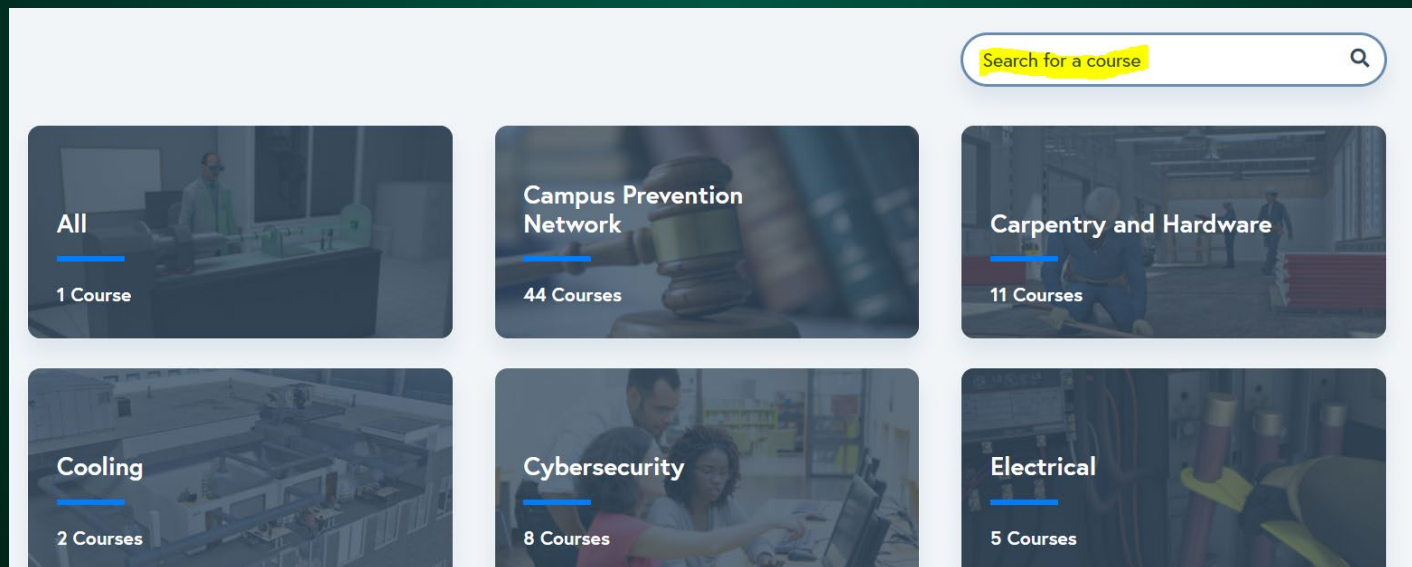 Search for a course
All
1 Course
Campus Prevention
Network
44 Courses
Carpentry and Hardware
11 Courses
Cooling
2 Courses
Cybersecurity
8 Courses
Electrical
5 Courses